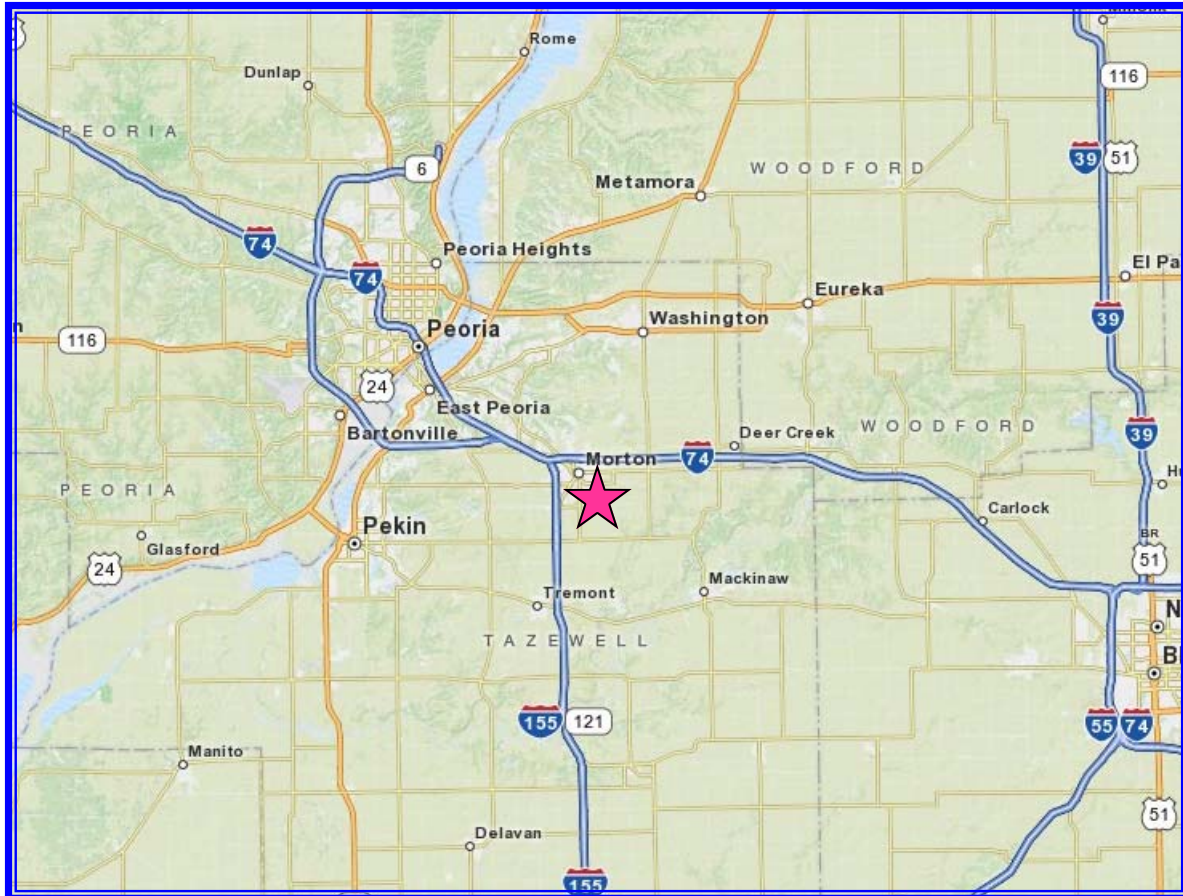 Rome
Dunlap
116
PEORIA
6
39
51
WOODFORD
Metamora
74
Peoria Heights
74
El Pa
Eureka
39
Washington
116
Peoria
24
East Peoria
Bartonville
Deer Creek
WOODFORD
39
Morton
74
PEORIA
Carlock
Pekin
BR
51
Glasford
24
Mackinaw
Tremont
TAZEWELL
155
121
55
74
Manito
51
Delavan
155